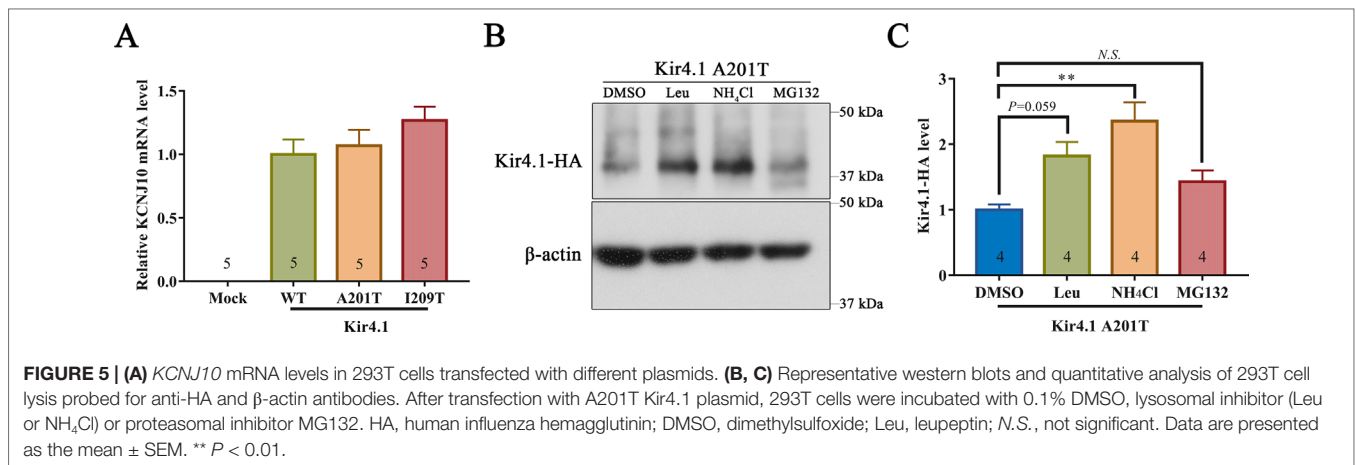 A
Relative KCNJ10 mRNA level
1.5
1.0
0.5
0.0
5
5
5
5
Mock
WT
A201T
I209T
Kir4.1
B
Kir4.1 A201T
DMSO
Leu
NH₄Cl
MG132
50 kDa
Kir4.1-HA
37 kDa
50 kDa
β-actin
37 kDa
C
N.S.
**
P=0.059
Kir4.1-HA level
3
2
1
0
4
4
4
4
DMSO
Leu
NH4Cl
MG132
Kir4.1 A201T
FIGURE 5 | (A) KCNJ10 mRNA levels in 293T cells transfected with different plasmids. (B, C) Representative western blots and quantitative analysis of 293T cell
lysis probed for anti-HA and β-actin antibodies. After transfection with A201T Kir4.1 plasmid, 293T cells were incubated with 0.1% DMSO, lysosomal inhibitor (Leu
or NH₄Cl) or proteasomal inhibitor MG132. HA, human influenza hemagglutinin; DMSO, dimethylsulfoxide; Leu, leupeptin; N.S., not significant. Data are presented
as the mean ± SEM. ** P < 0.01.